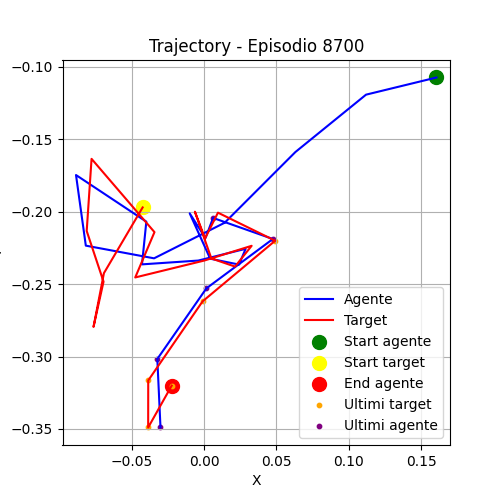 Trajectory - Episodio 8700
−0.10
−0.15
−0.20
−0.25
−0.30
−0.35
−0.05
0.00
0.05
0.10
0.15
X
Agente
Target
Start agente
Start target
End agente
Ultimi target
Ultimi agente